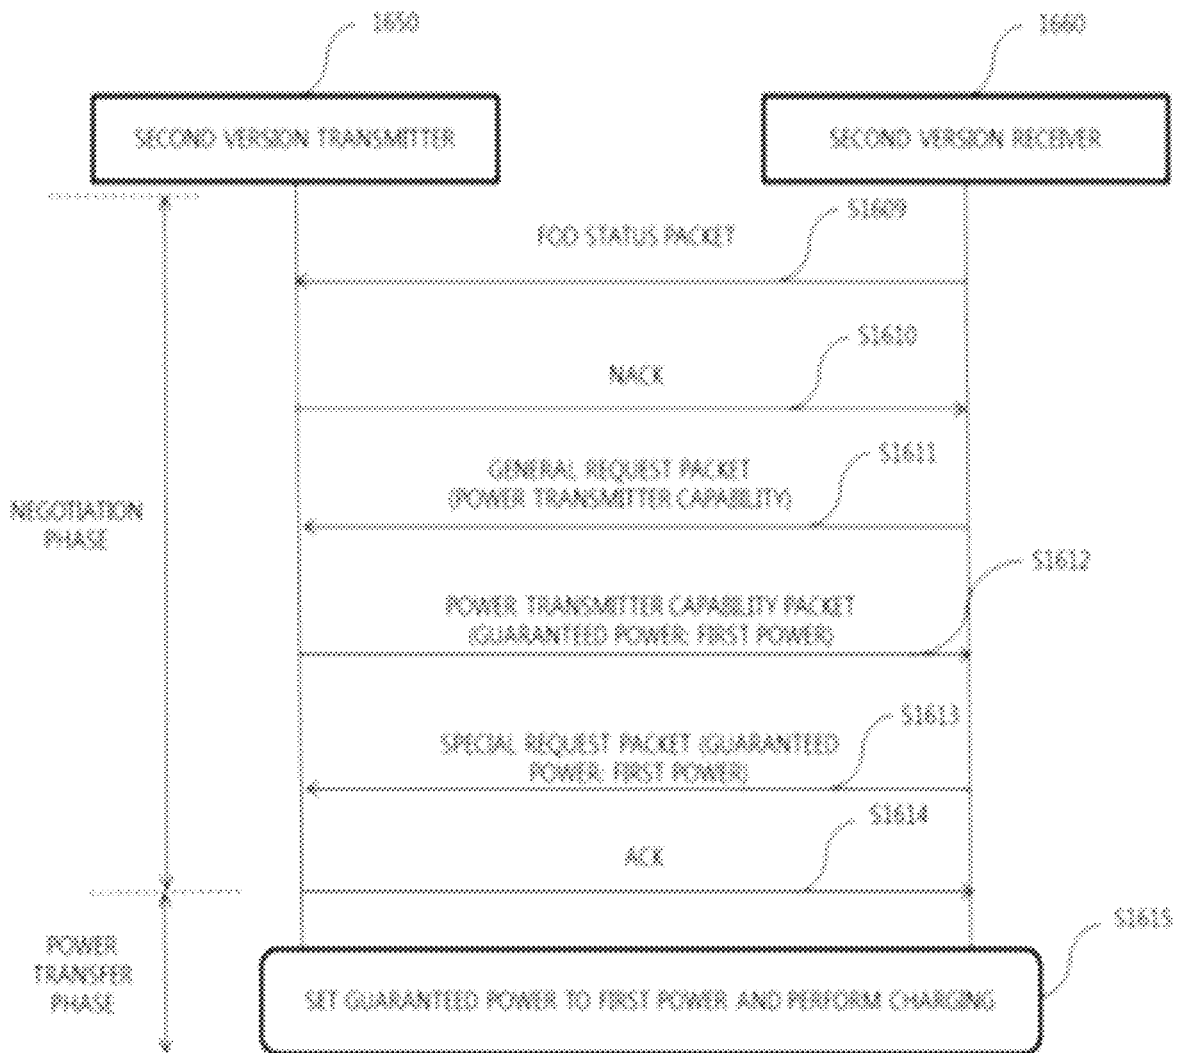 1650
1660
SECOND VERSION TRANSMITTER
SECOND VERSION RECEIVER
S1609
FOD STATUS PACKET
S1610
NACK
S1611
GENERAL REQUEST PACKET
(POWER TRANSMITTER CAPABILITY)
NEGOTIATION
PHASE
S1612
POWER TRANSMITTER CAPABILITY PACKET
(GUARANTEED POWER: FIRST POWER)
S1613
SPECIAL REQUEST PACKET (GUARANTEED
POWER: FIRST POWER)
S1614
ACK
S1615
POWER
TRANSFER
PHASE
SET GUARANTEED POWER TO FIRST POWER AND PERFORM CHARGING